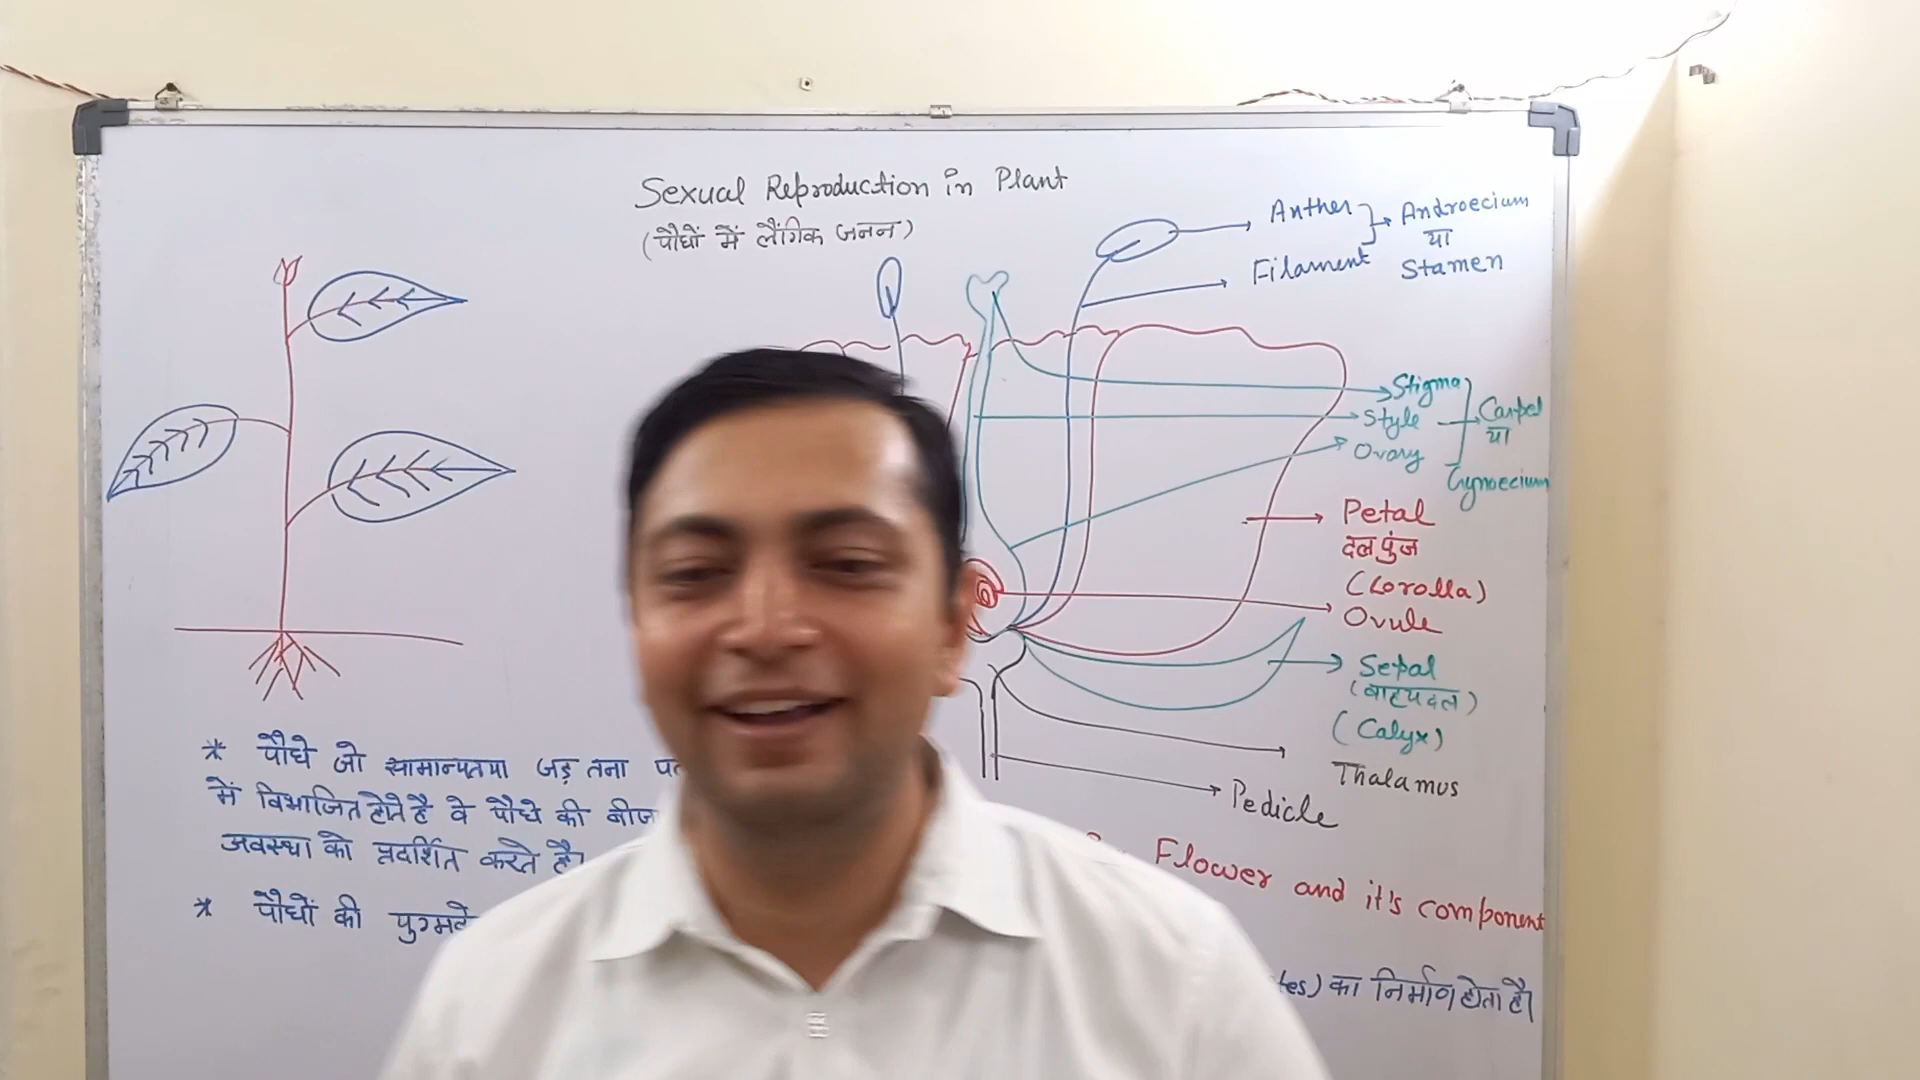 Sexual Reproduction in Plant
(पौधों में लैंगिक जनन)
Anther
Filament
Androecium
या
Stamen
Stigma
Style
Ovary
Carpel
या
Gynoecium
Petal
दलपुंज
(Corolla)
Ovule
Sepal
(बाह्यदल)
(Calyx)
Thalamus
Pedicle
* पौधे जो सामान्यतया जड़ तना
में विभाजित होते है वे पौधे की
अवस्था को प्रदर्शित करते है।
* पौधों की
Flower and it's component
का निर्माण होता है।